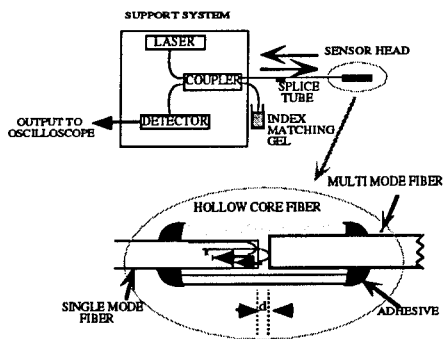 SUPPORT SYSTEM
LASER
SENSOR HEAD
COUPLER
SPLICE
TUBE
OUTPUT TO
OSCILLOSCOPE
DETECTOR
INDEX
MATCHING
GEL
MULTI MODE FIBER
HOLLOW CORE FIBER
r
d
SINGLE MODE
FIBER
ADHESIVE